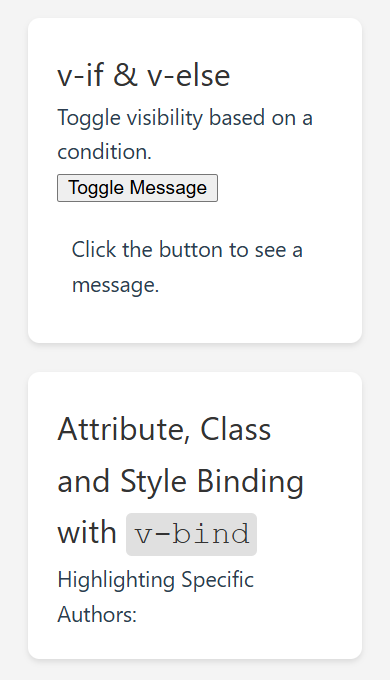 v-if & v-else
Toggle visibility based on a
condition.
Toggle Message
Click the button to see a
message.
Attribute, Class
and Style Binding
with v-bind
Highlighting Specific
Authors: